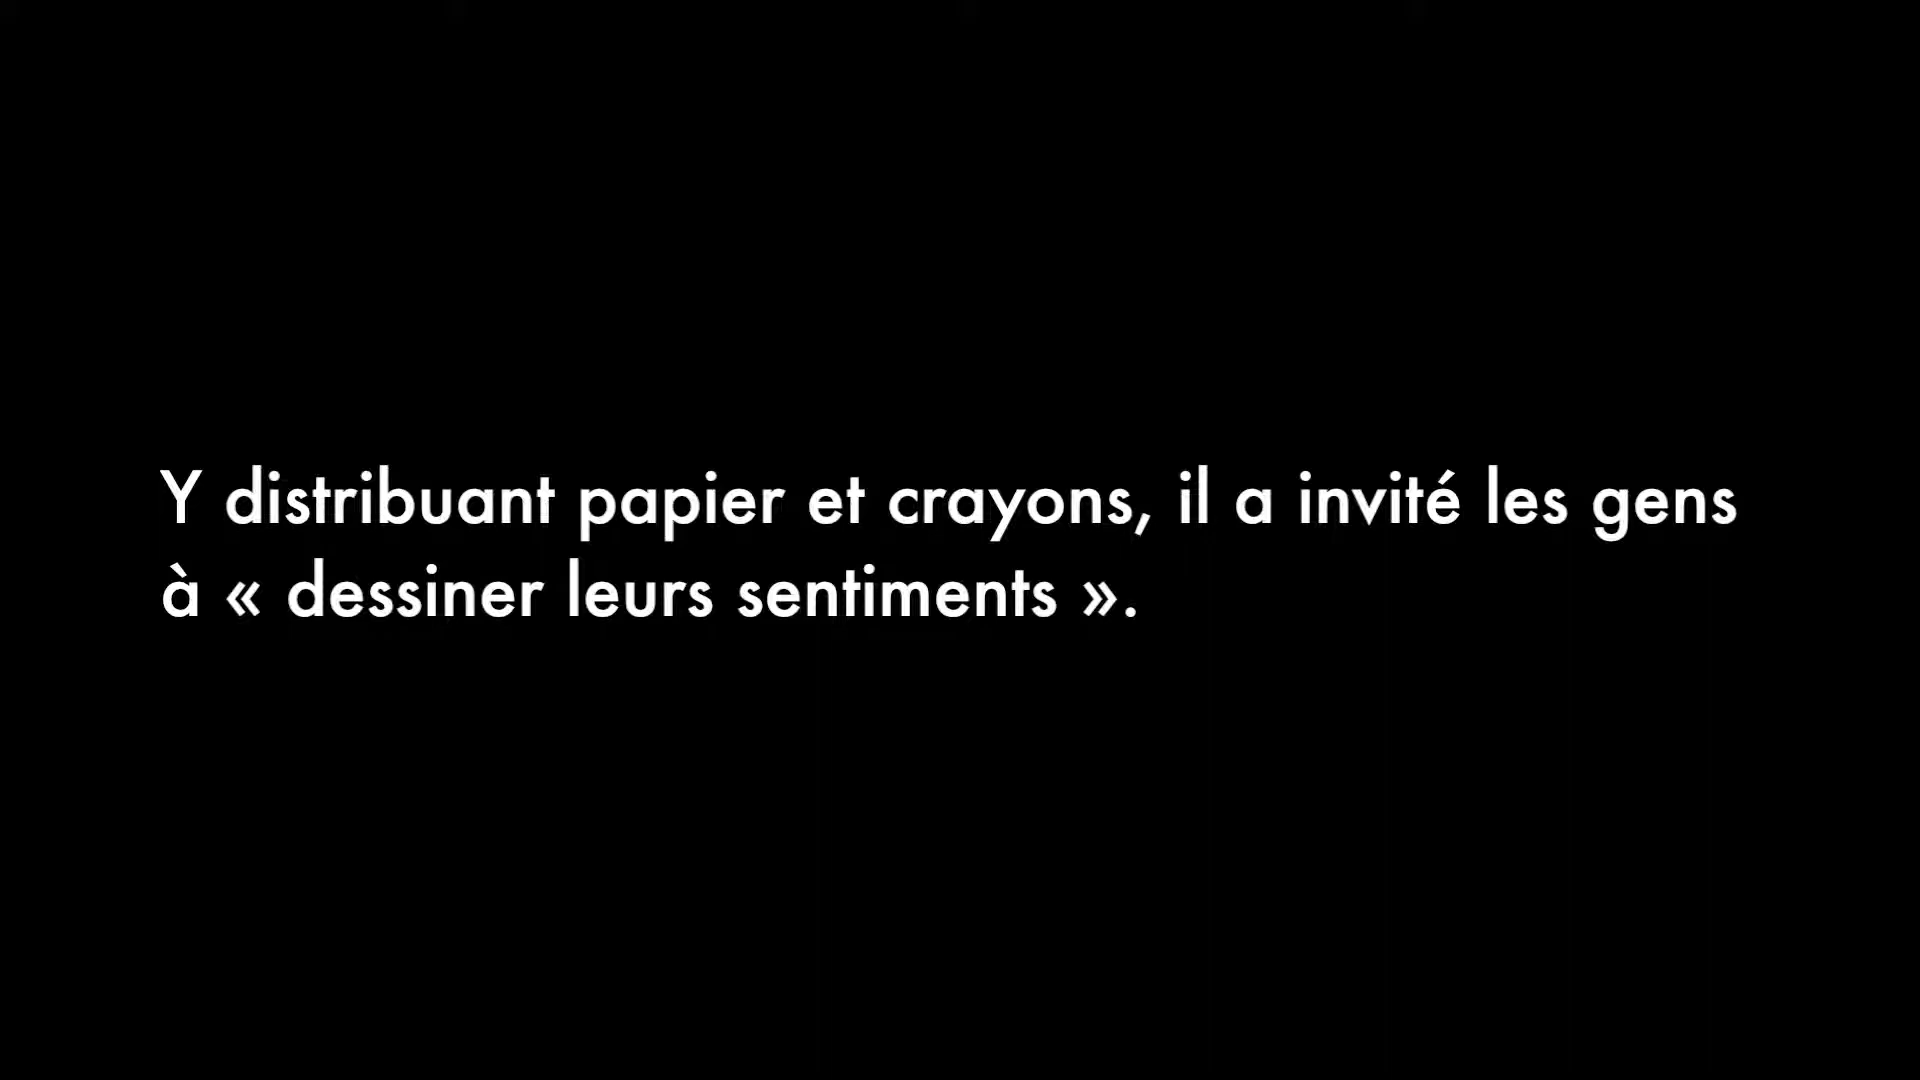 Y distribuant papier et crayons, il a invité les gens
à « dessiner leurs sentiments ».